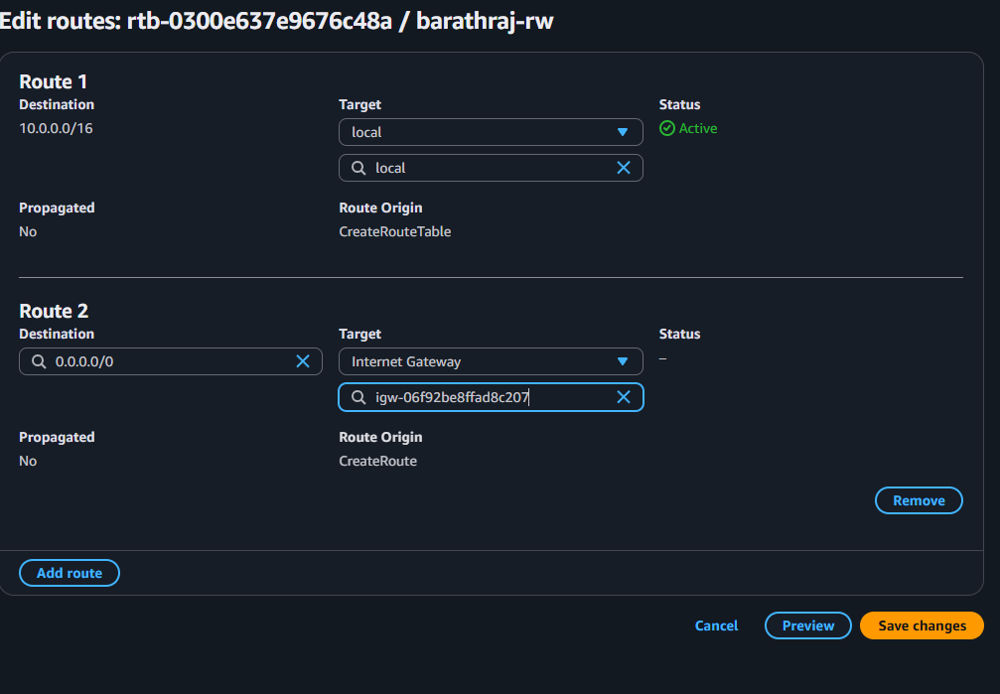 Edit routes: rtb-0300e637e9676c48a / barathraj-rw
Route 1
Destination
Target
Status
10.0.0.0/16
local
Active
local
Propagated
Route Origin
No
CreateRouteTable
Route 2
Destination
Target
Status
0.0.0.0/0
Internet Gateway
–
igw-06f92be8ffad8c207
Propagated
Route Origin
No
CreateRoute
Remove
Add route
Cancel
Preview
Save changes